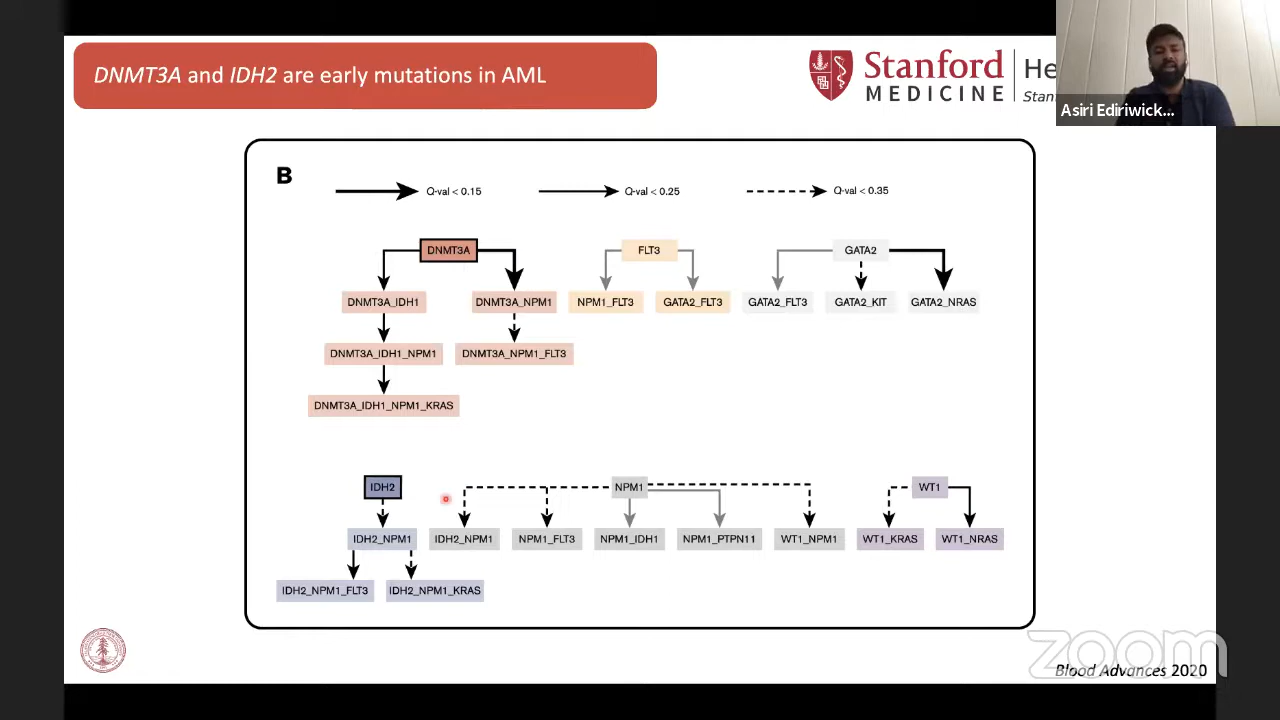 DNMT3A and IDH2 are early mutations in AML
Stanford
MEDICINE
He
Stan
Asiri Ediriwick...
B
Q-val < 0.15
Q-val < 0.25
Q-val < 0.35
DNMT3A
FLT3
GATA2
DNMT3A_IDH1
DNMT3A_NPM1
NPM1_FLT3
GATA2_FLT3
GATA2_FLT3
GATA2_KIT
GATA2_NRAS
DNMT3A_IDH1_NPM1
DNMT3A_NPM1_FLT3
DNMT3A_IDH1_NPM1_KRAS
IDH2
NPM1
WT1
IDH2_NPM1
IDH2_NPM1
NPM1_FLT3
NPM1_IDH1
NPM1_PTPN11
WT1_NPM1
WT1_KRAS
WT1_NRAS
IDH2_NPM1_FLT3
IDH2_NPM1_KRAS
zoom
Blood Advances 2020